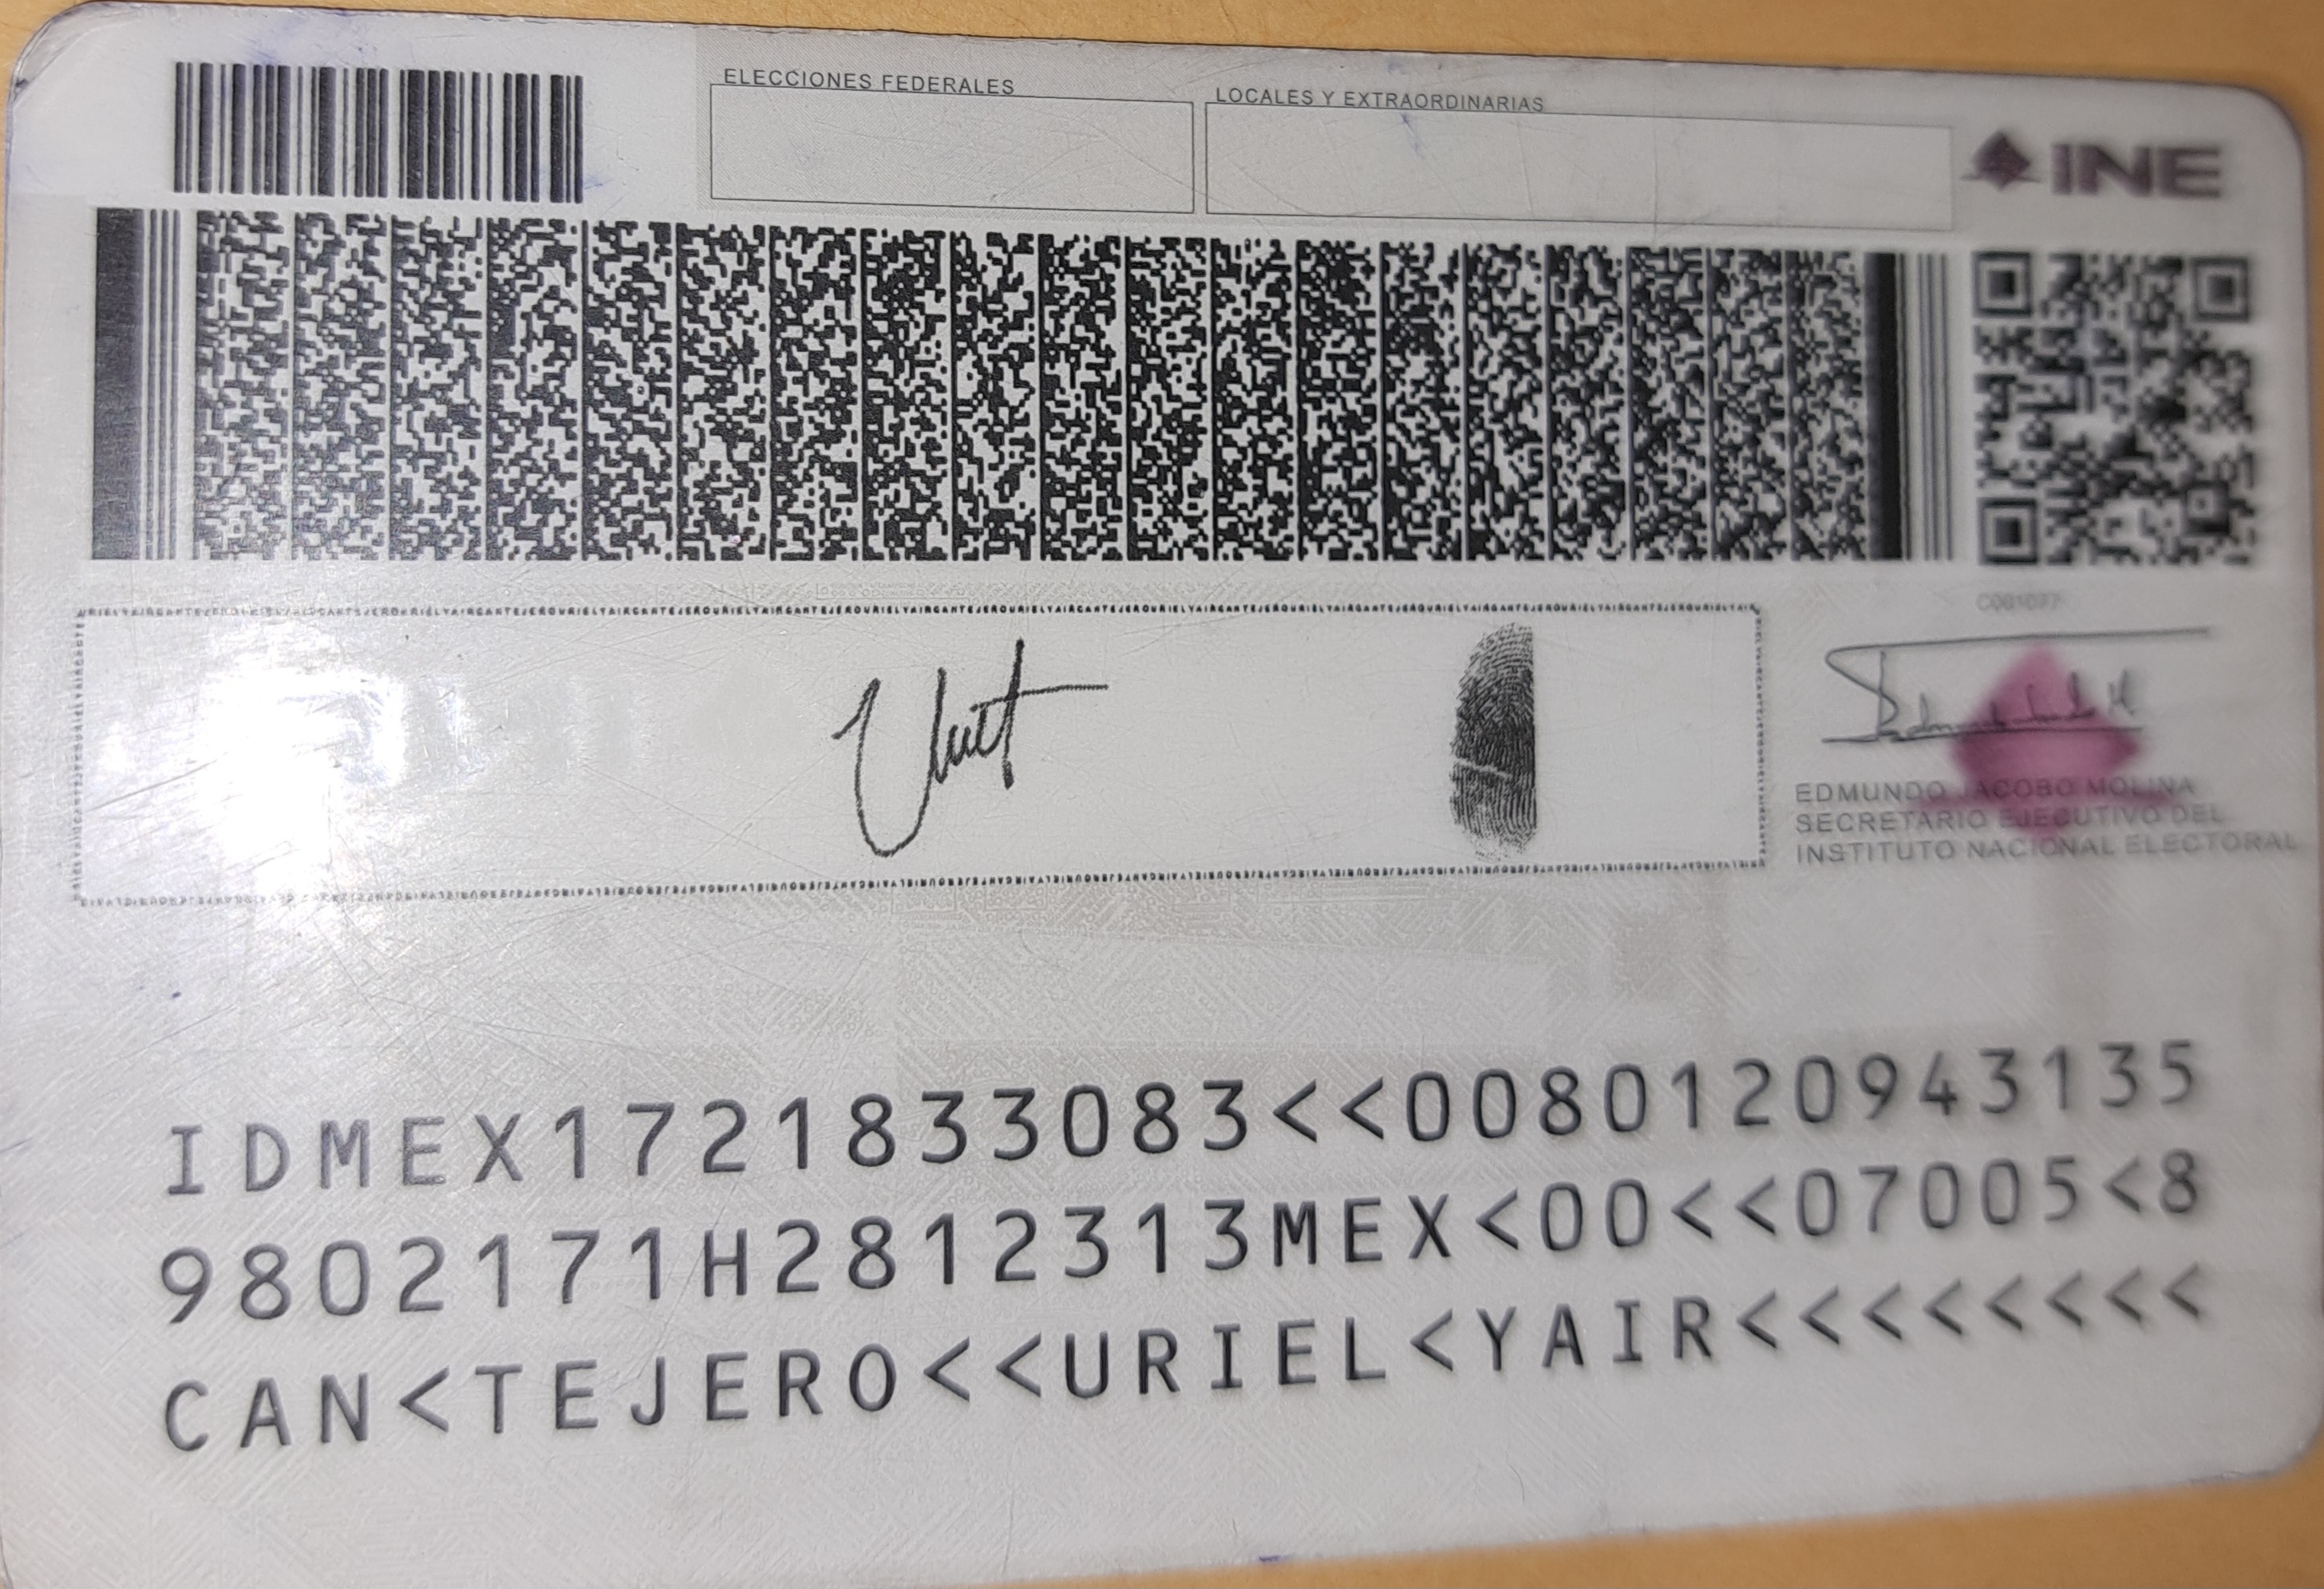 ELECCIONES FEDERALES
LOCALES Y EXTRAORDINARIAS
INE
EDMUNDO JACOBO MOLINA
SECRETARIO EJECUTIVO DEL
INSTITUTO NACIONAL ELECTORAL
IDMEX1721833083<<0080120943135
9802171H2812313MEX<00<<07005<8
CAN<TEJERO<<URIEL<YAIR<<<<<<<<